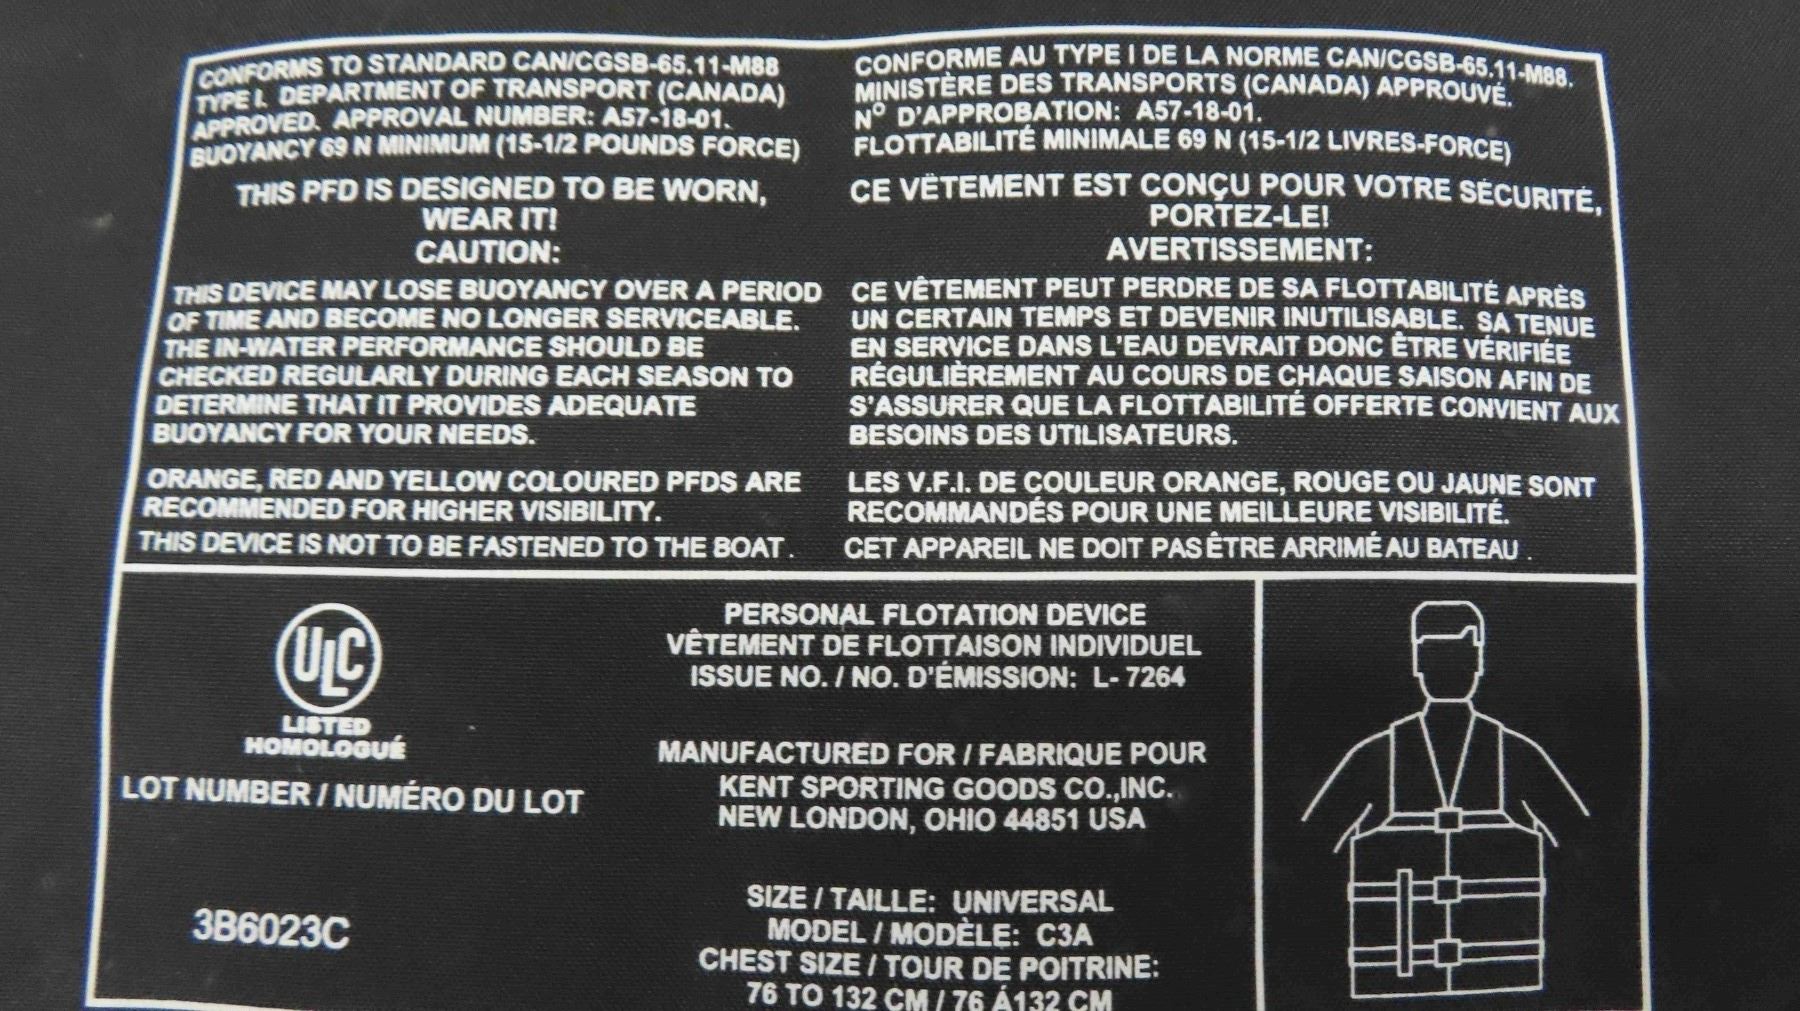 CONFORMS TO STANDARD CAN/CGSB-65.11-M88
TYPE I. DEPARTMENT OF TRANSPORT (CANADA)
APPROVED. APPROVAL NUMBER: A57-18-01.
BUOYANCY 69 N MINIMUM (15-1/2 POUNDS FORCE)
THIS PFD IS DESIGNED TO BE WORN,
WEAR IT!
CAUTION:
THIS DEVICE MAY LOSE BUOYANCY OVER A PERIOD
OF TIME AND BECOME NO LONGER SERVICEABLE.
THE IN-WATER PERFORMANCE SHOULD BE
CHECKED REGULARLY DURING EACH SEASON TO
DETERMINE THAT IT PROVIDES ADEQUATE
BUOYANCY FOR YOUR NEEDS.
ORANGE, RED AND YELLOW COLOURED PFDS ARE
RECOMMENDED FOR HIGHER VISIBILITY.
THIS DEVICE IS NOT TO BE FASTENED TO THE BOAT.
CONFORME AU TYPE I DE LA NORME CAN/CGSB-65.11-M88.
MINISTÈRE DES TRANSPORTS (CANADA) APPROUVÉ.
Nº D'APPROBATION: A57-18-01.
FLOTTABILITÉ MINIMALE 69 N (15-1/2 LIVRES-FORCE)
CE VËTEMENT EST CONÇU POUR VOTRE SÉCURITÉ,
PORTEZ-LE!
AVERTISSEMENT:
CE VÊTEMENT PEUT PERDRE DE SA FLOTTABILITÉ APRÈS
UN CERTAIN TEMPS ET DEVENIR INUTILISABLE. SA TENUE
EN SERVICE DANS L'EAU DEVRAIT DONC ÊTRE VÉRIFIÉE
RÉGULIÈREMENT AU COURS DE CHAQUE SAISON AFIN DE
S'ASSURER QUE LA FLOTTABILITÉ OFFERTE CONVIENT AUX
BESOINS DES UTILISATEURS.
LES V.F.I. DE COULEUR ORANGE, ROUGE OU JAUNE SONT
RECOMMANDÉS POUR UNE MEILLEURE VISIBILITÉ.
CET APPAREIL NE DOIT PAS ÊTRE ARRIMÉ AU BATEAU .
ULC
LISTED
HOMOLOGUÉ
LOT NUMBER / NUMÉRO DU LOT
3B6023C
PERSONAL FLOTATION DEVICE
VÊTEMENT DE FLOTTAISON INDIVIDUEL
ISSUE NO. / NO. D'ÉMISSION: L- 7264
MANUFACTURED FOR / FABRIQUE POUR
KENT SPORTING GOODS CO.,INC.
NEW LONDON, OHIO 44851 USA
SIZE / TAILLE: UNIVERSAL
MODEL / MODÈLE: C3A
CHEST SIZE / TOUR DE POITRINE:
76 TO 132 CM / 76 Á132 CM